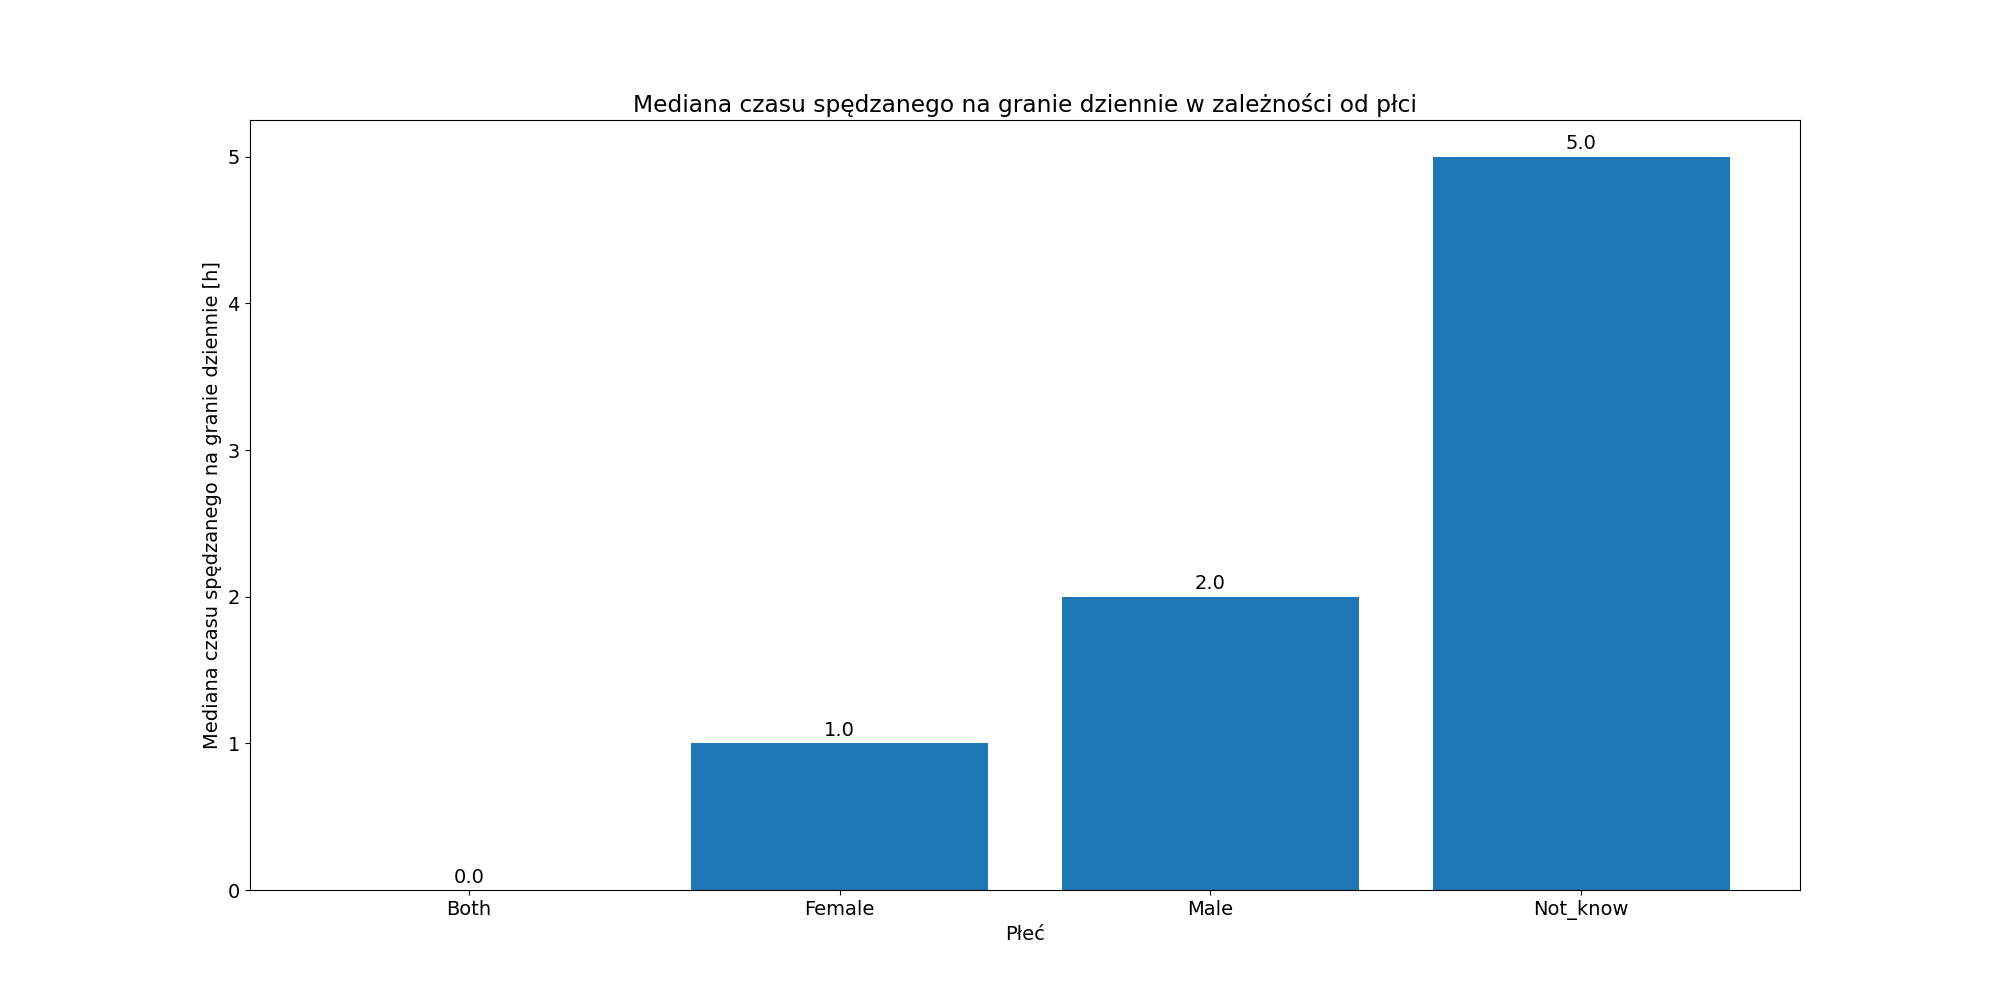 Mediana czasu spędzanego na granie dziennie w zależności od płci
Mediana czasu spędzanego na granie dziennie [h]
5
4
3
2
1
0
0.0
1.0
2.0
5.0
Both
Female
Male
Not_know
Płeć